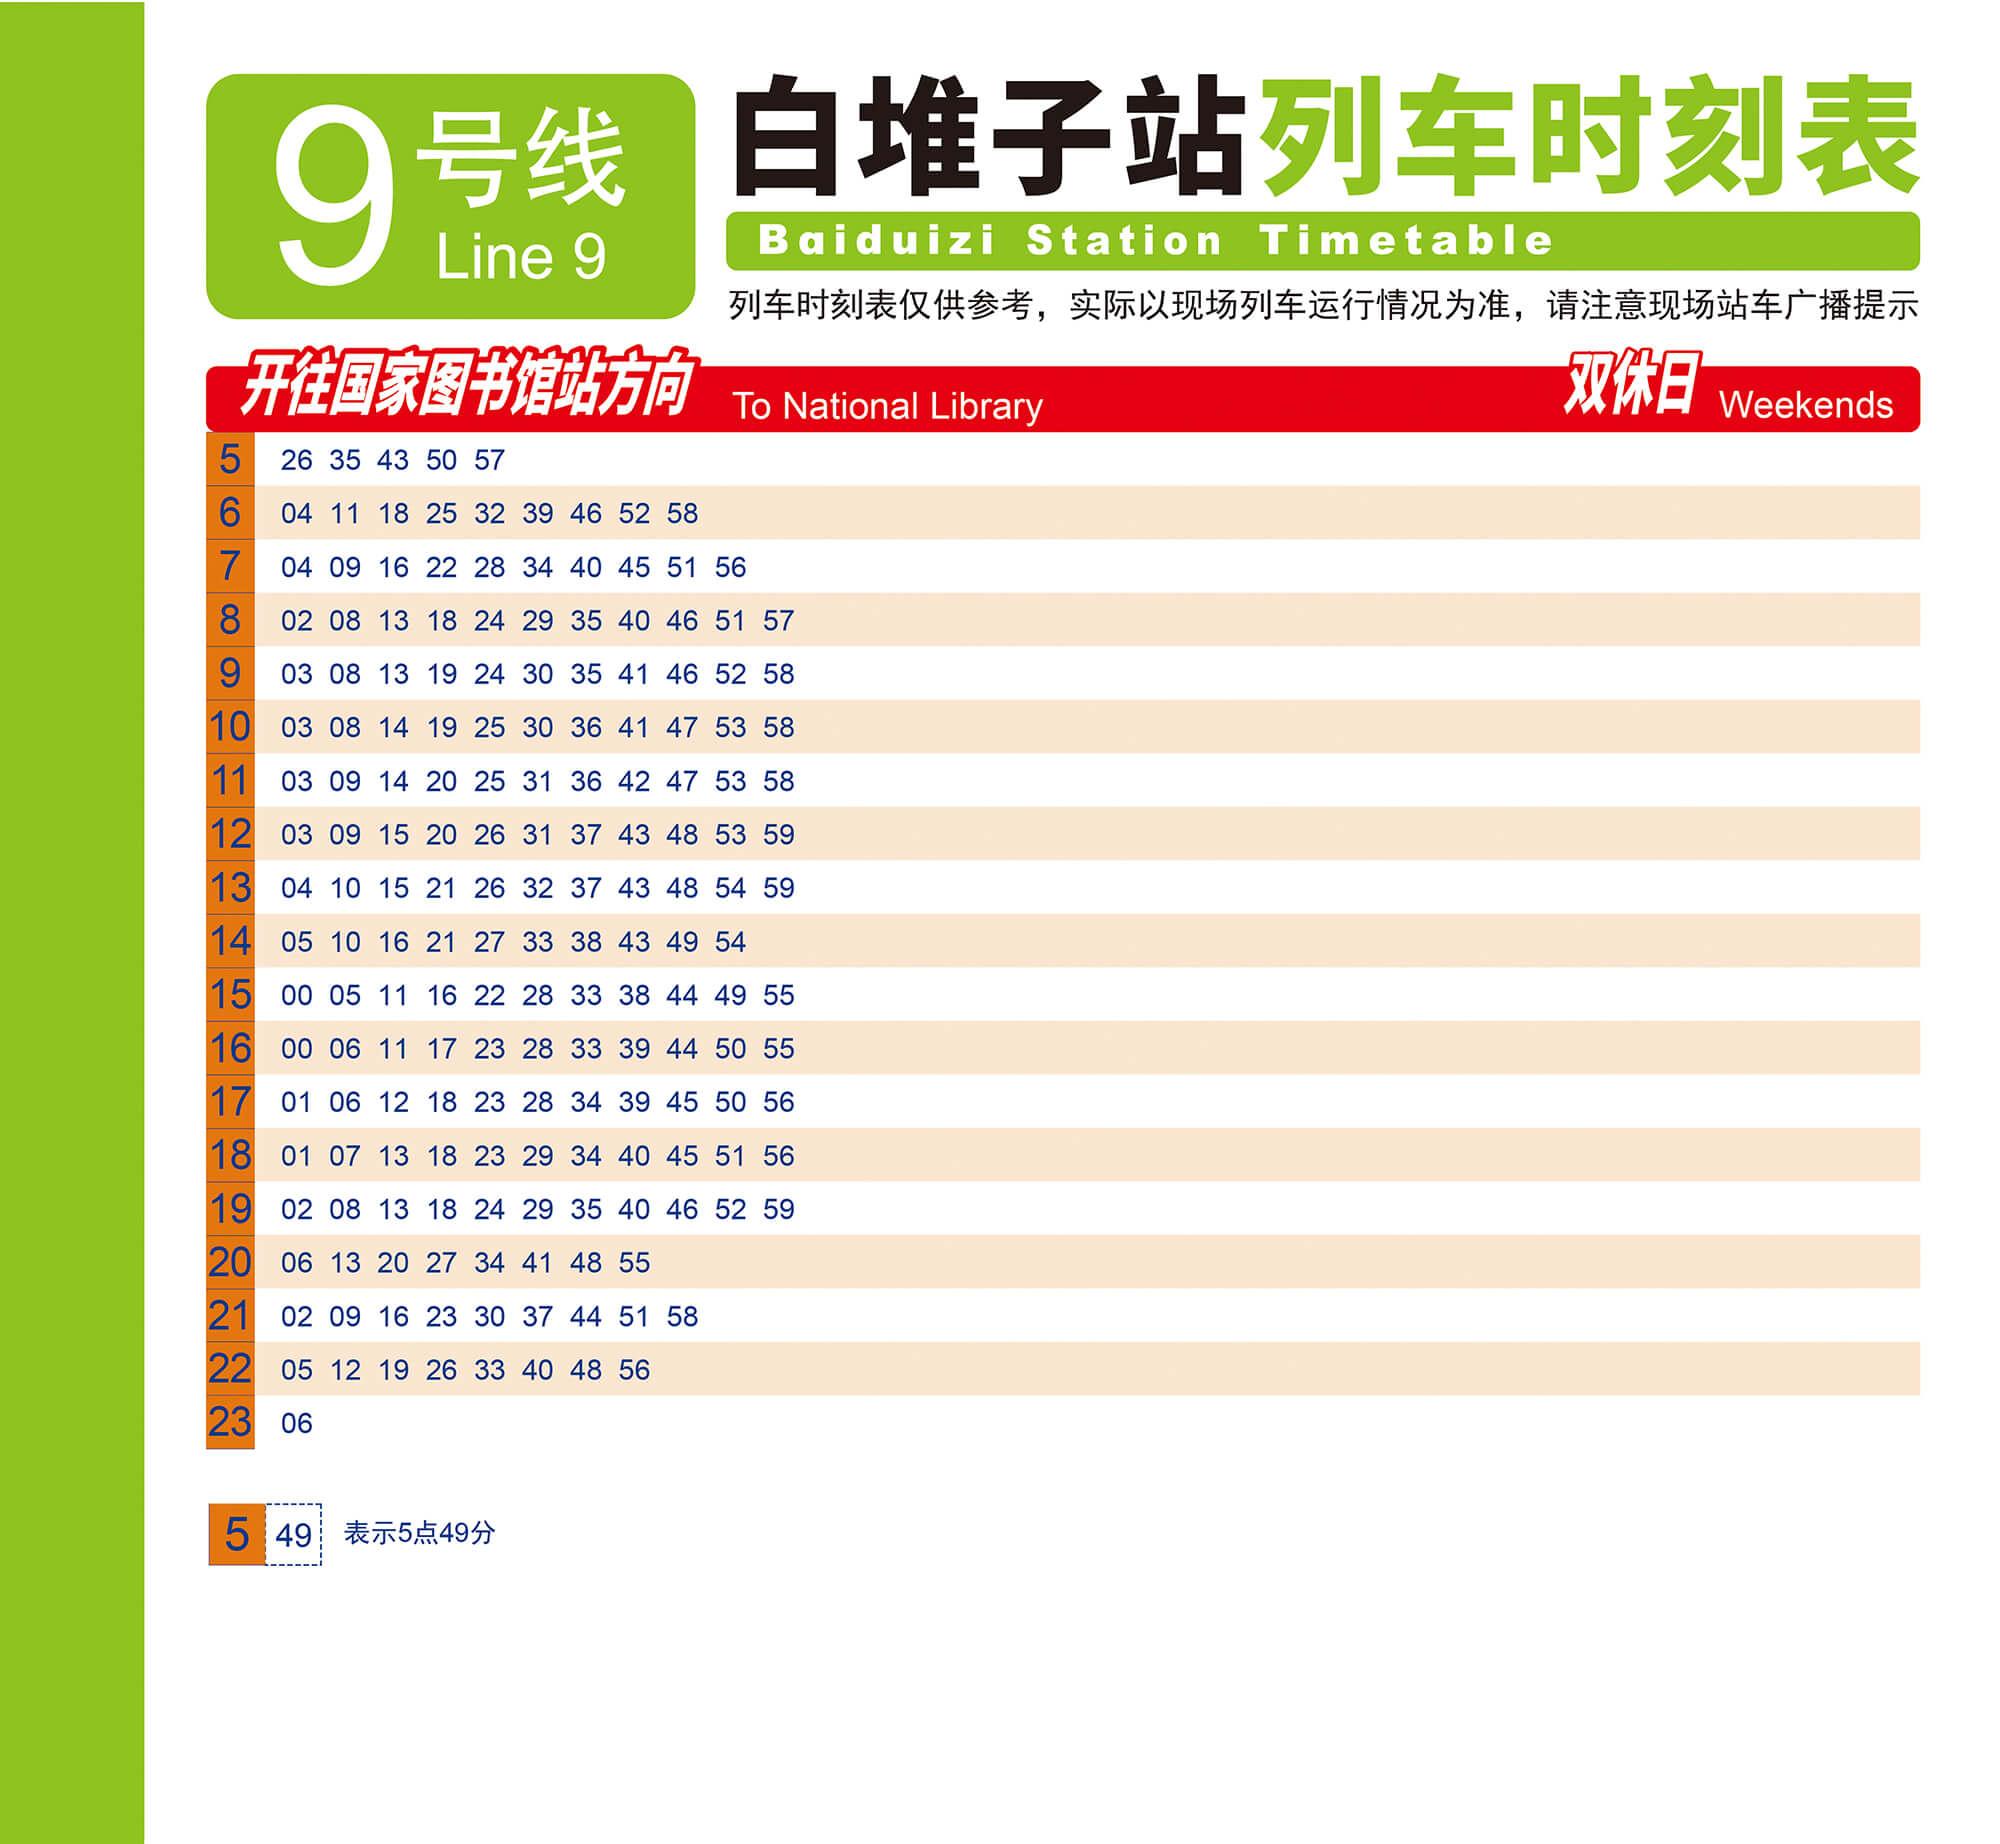 9号线
Line 9
白堆子站列车时刻表
Baiduizi Station Timetable
列车时刻表仅供参考，实际以现场列车运行情况为准，请注意现场站车广播提示
开往国家图书馆站方向 To National Library 双休日 Weekends
5 26 35 43 50 57
6 04 11 18 25 32 39 46 52 58
7 04 09 16 22 28 34 40 45 51 56
8 02 08 13 18 24 29 35 40 46 51 57
9 03 08 13 19 24 30 35 41 46 52 58
10 03 08 14 19 25 30 36 41 47 53 58
11 03 09 14 20 25 31 36 42 47 53 58
12 03 09 15 20 26 31 37 43 48 53 59
13 04 10 15 21 26 32 37 43 48 54 59
14 05 10 16 21 27 33 38 43 49 54
15 00 05 11 16 22 28 33 38 44 49 55
16 00 06 11 17 23 28 33 39 44 50 55
17 01 06 12 18 23 28 34 39 45 50 56
18 01 07 13 18 23 29 34 40 45 51 56
19 02 08 13 18 24 29 35 40 46 52 59
20 06 13 20 27 34 41 48 55
21 02 09 16 23 30 37 44 51 58
22 05 12 19 26 33 40 48 56
23 06
5 49 表示5点49分